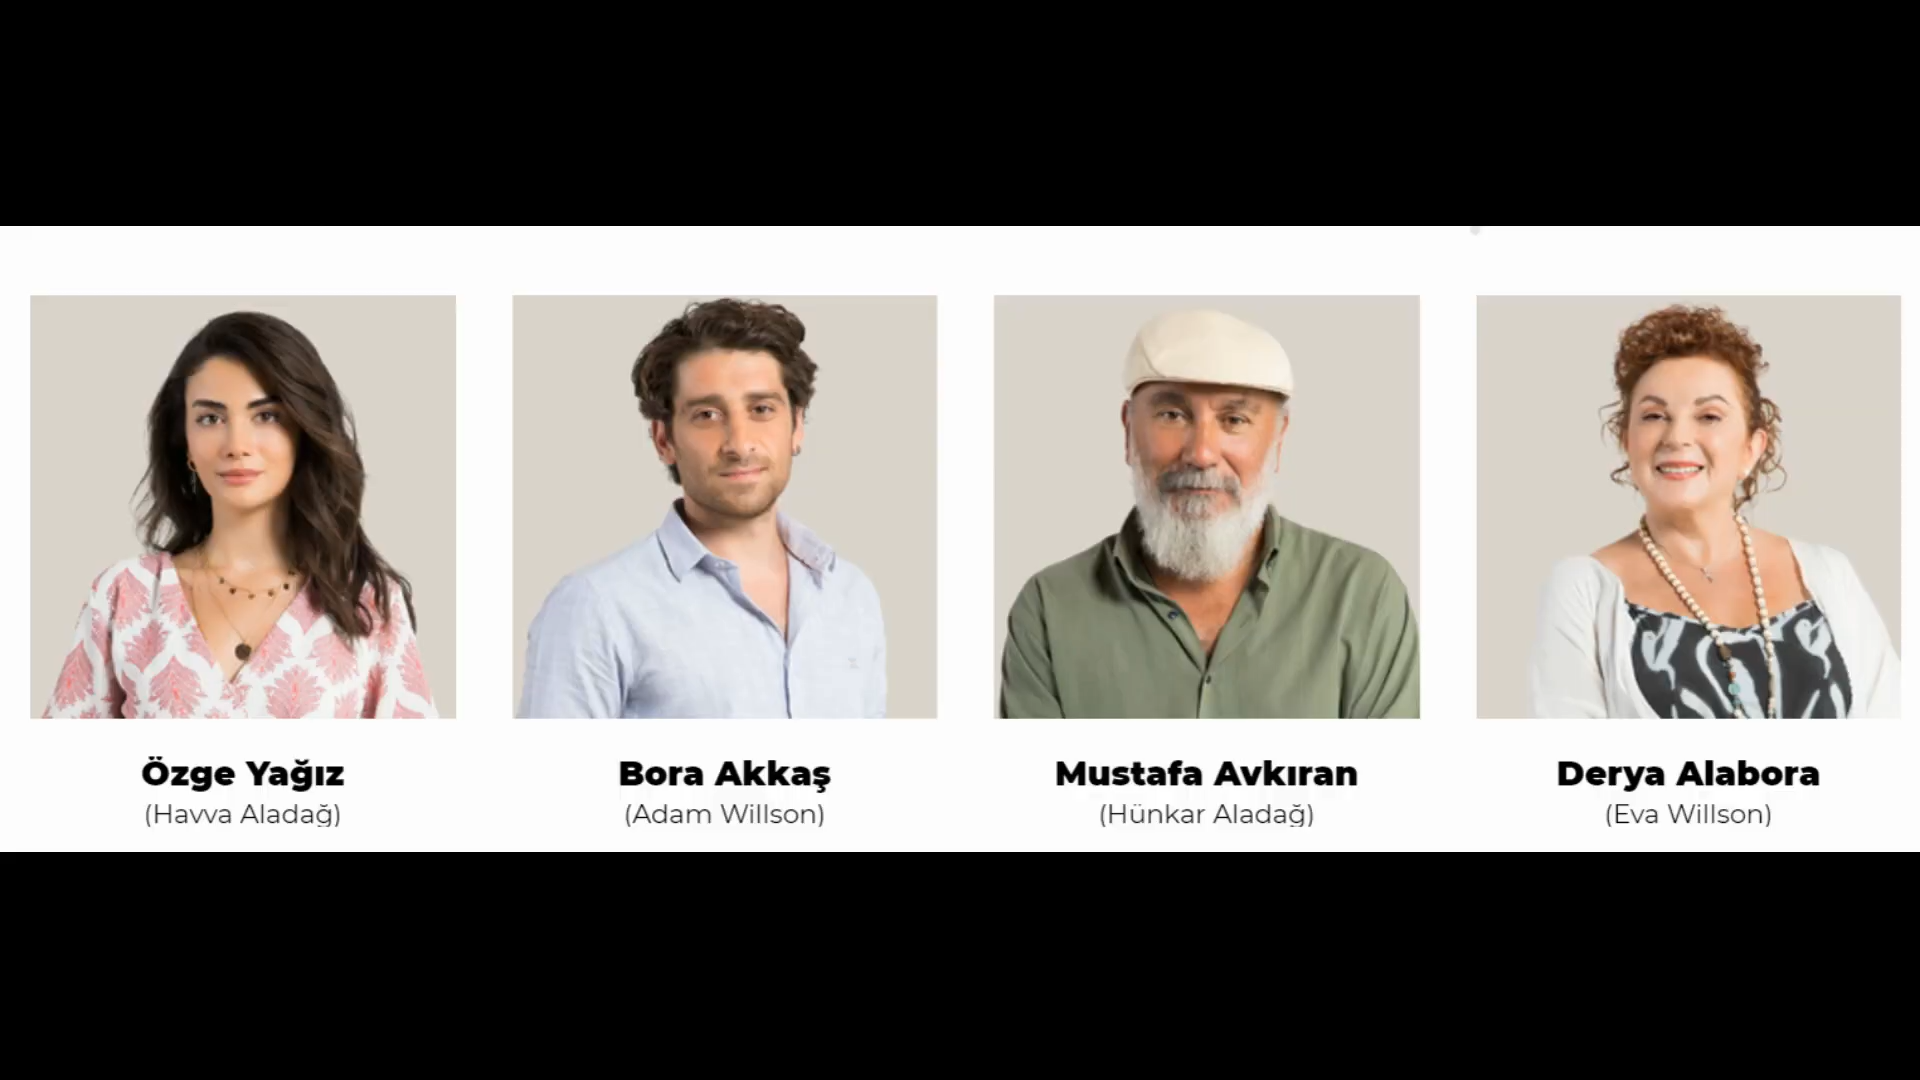 Özge Yağız
(Havva Aladağ)
Bora Akkaş
(Adam Willson)
Mustafa Avkıran
(Hünkar Aladağ)
Derya Alabora
(Eva Willson)